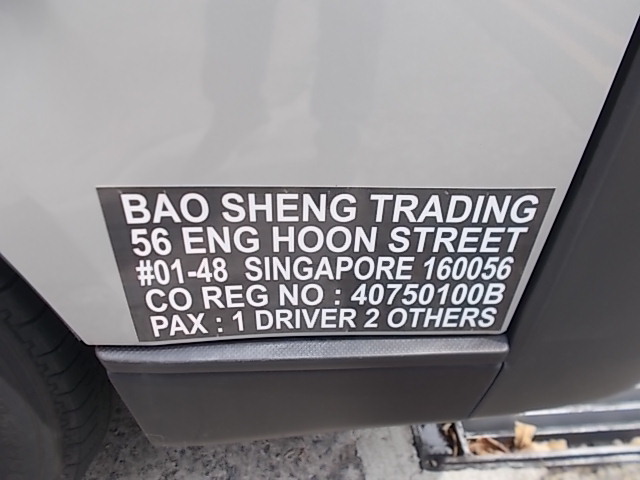 BAO SHENG TRADING
56 ENG HOON STREET
#01-48 SINGAPORE 160056
CO REG NO : 40750100B
PAX : 1 DRIVER 2 OTHERS